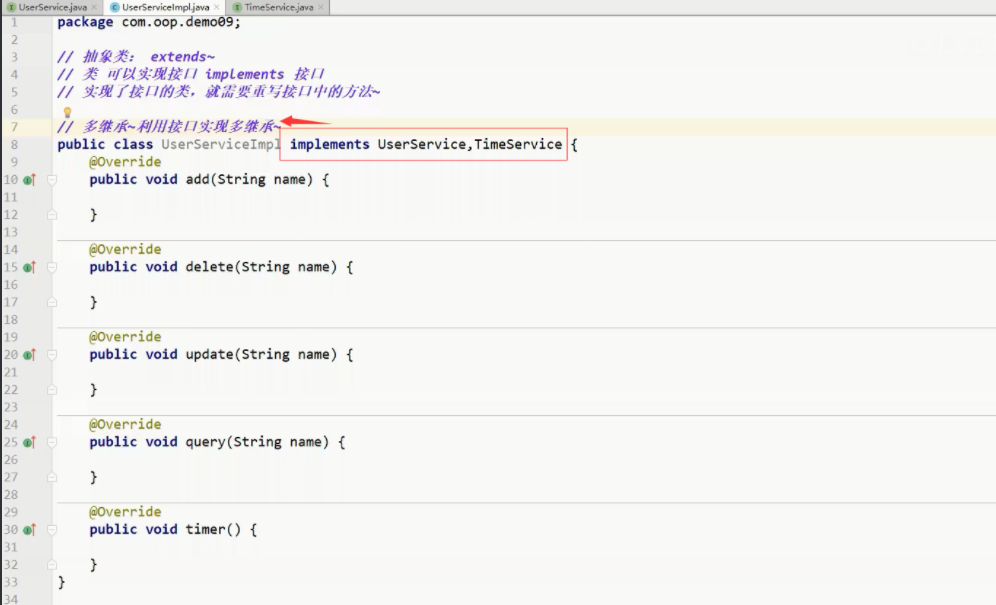 UserService.java × UserServiceImpl.java × TimeService.java ×
1 package com.oop.demo09;
2
3 // 抽象类: extends~
4 // 类 可以实现接口 implements 接口
5 // 实现了接口的类，就需要重写接口中的方法~
6
7 // 多继承~利用接口实现多继承~
8 public class UserServiceImpl implements UserService,TimeService {
9 @Override
10 public void add(String name) {
11
12 }
13
14 @Override
15 public void delete(String name) {
16
17 }
18
19 @Override
20 public void update(String name) {
21
22 }
23
24 @Override
25 public void query(String name) {
26
27 }
28
29 @Override
30 public void timer() {
31
32 }
33 }
34